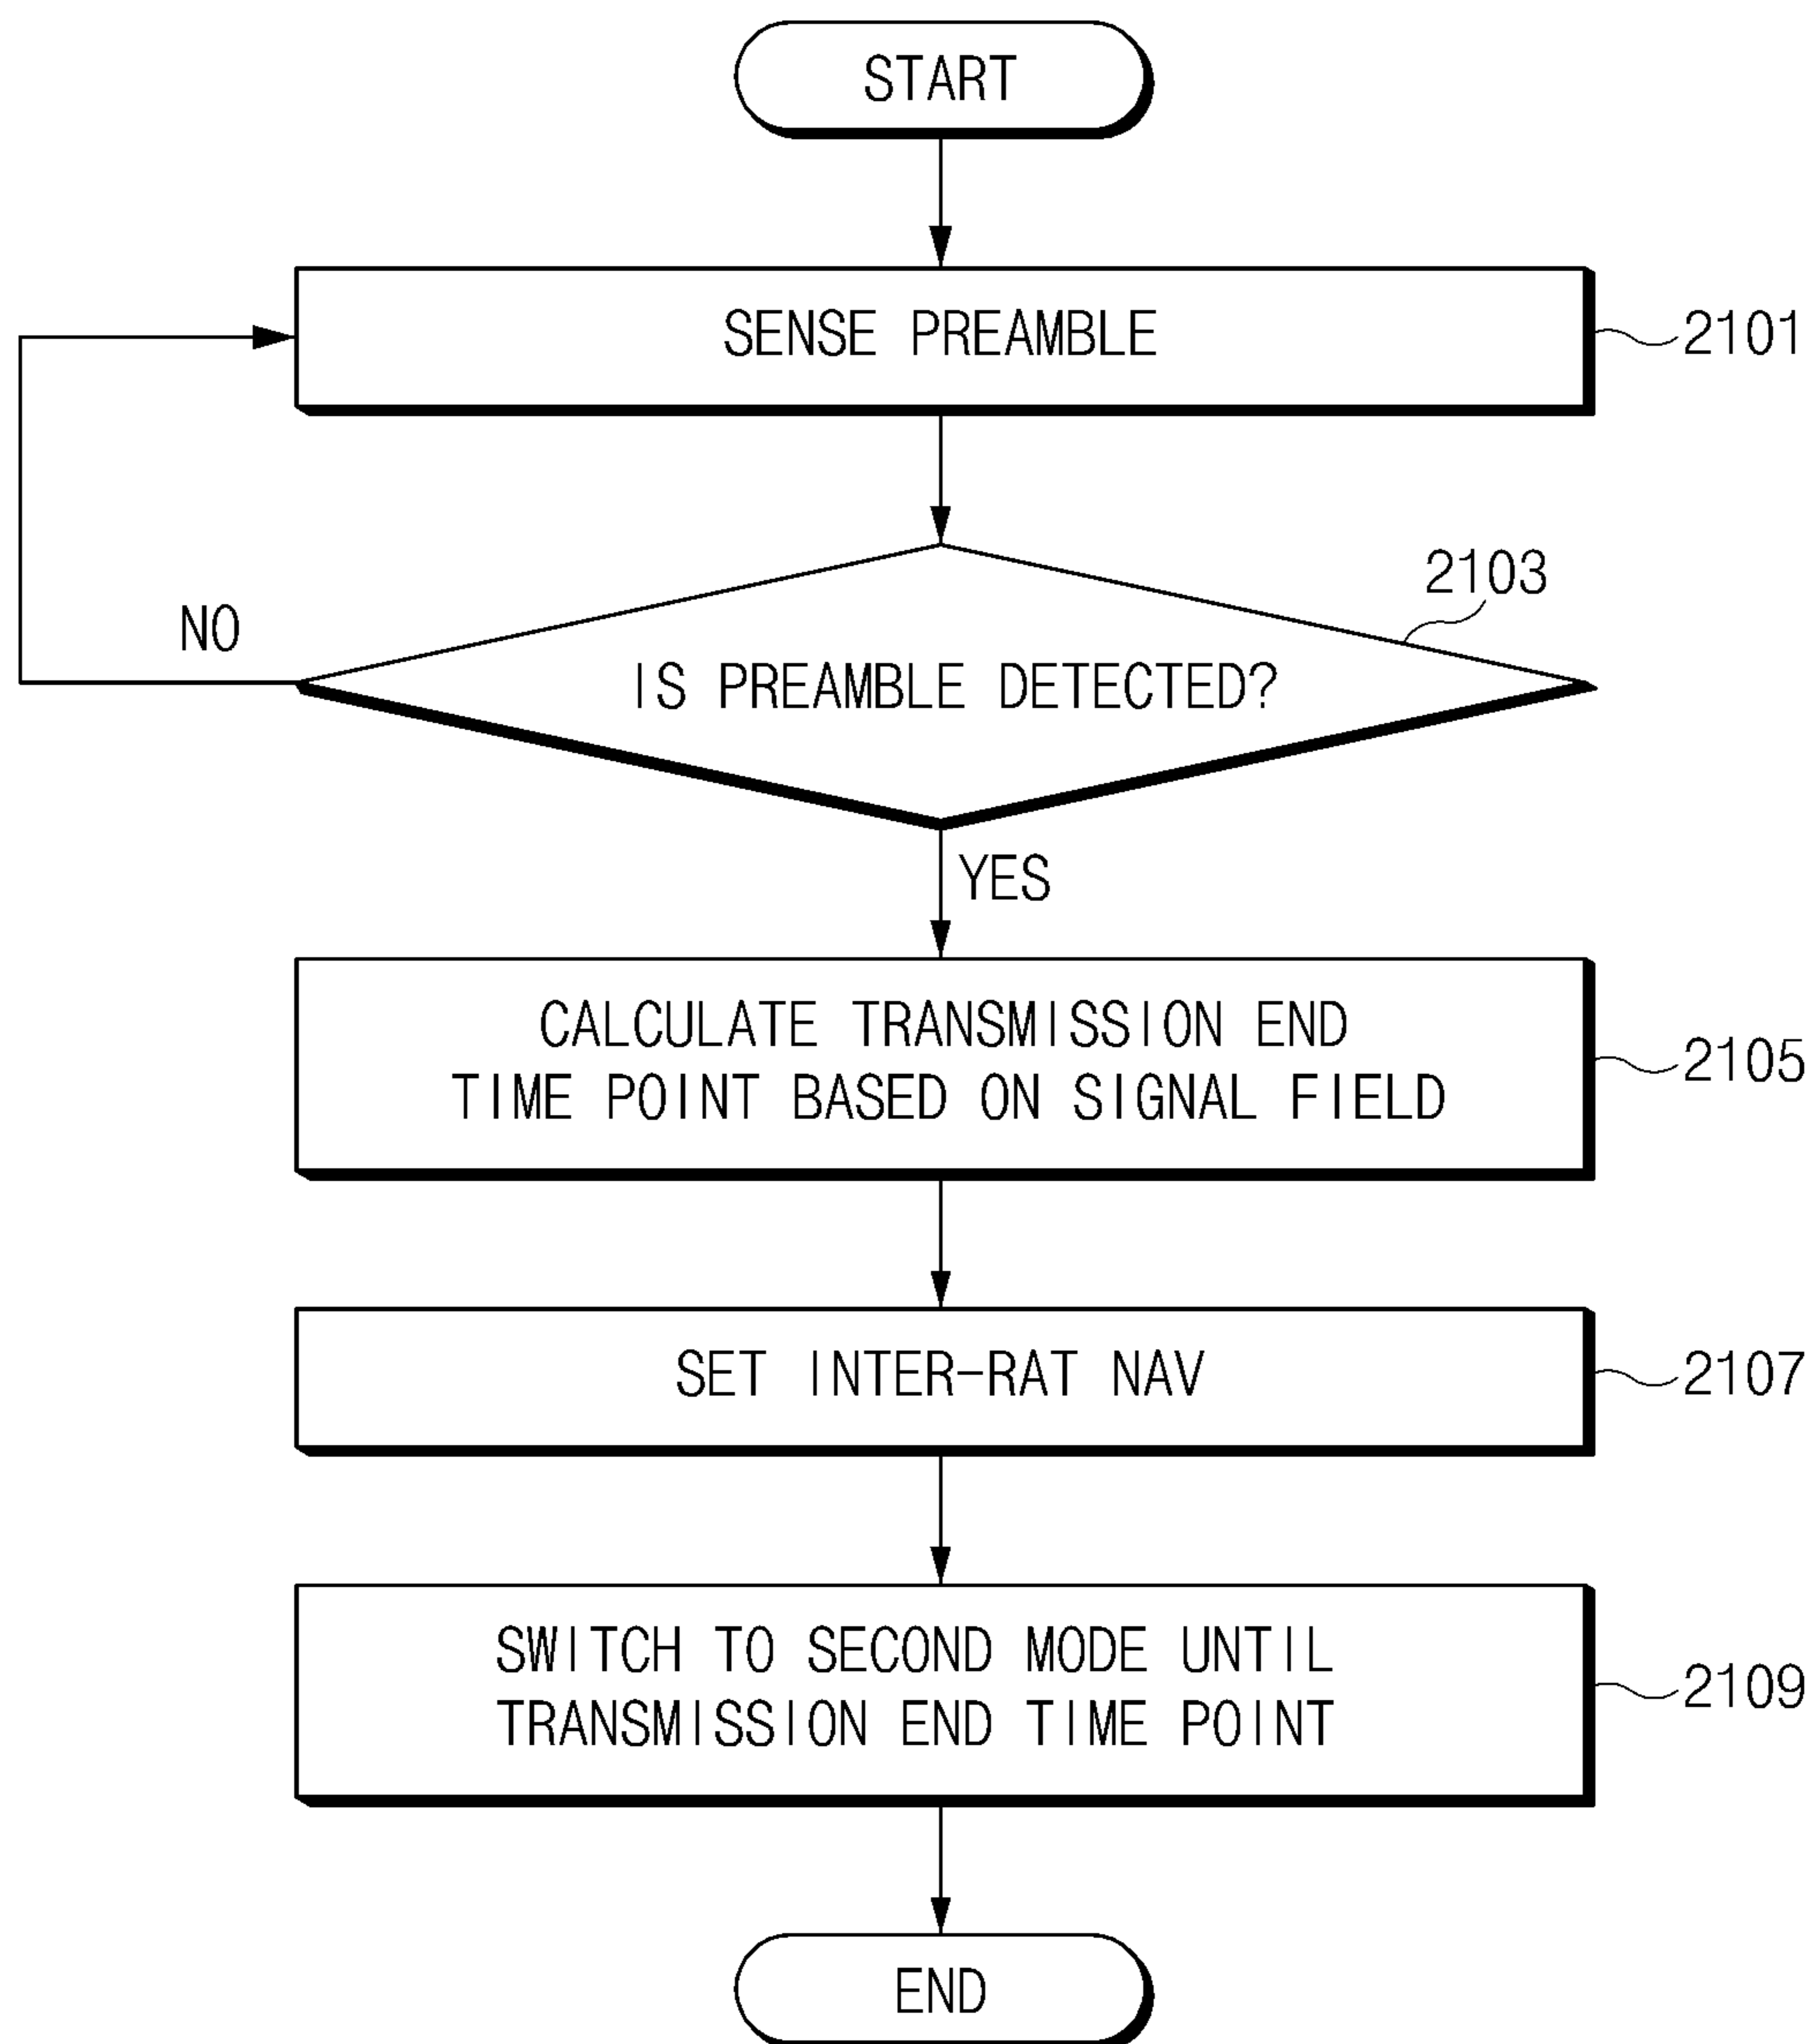 START
SENSE PREAMBLE
2101
2103
NO
IS PREAMBLE DETECTED?
YES
CALCULATE TRANSMISSION END
TIME POINT BASED ON SIGNAL FIELD
2105
SET INTER-RAT NAV
2107
SWITCH TO SECOND MODE UNTIL
TRANSMISSION END TIME POINT
2109
END